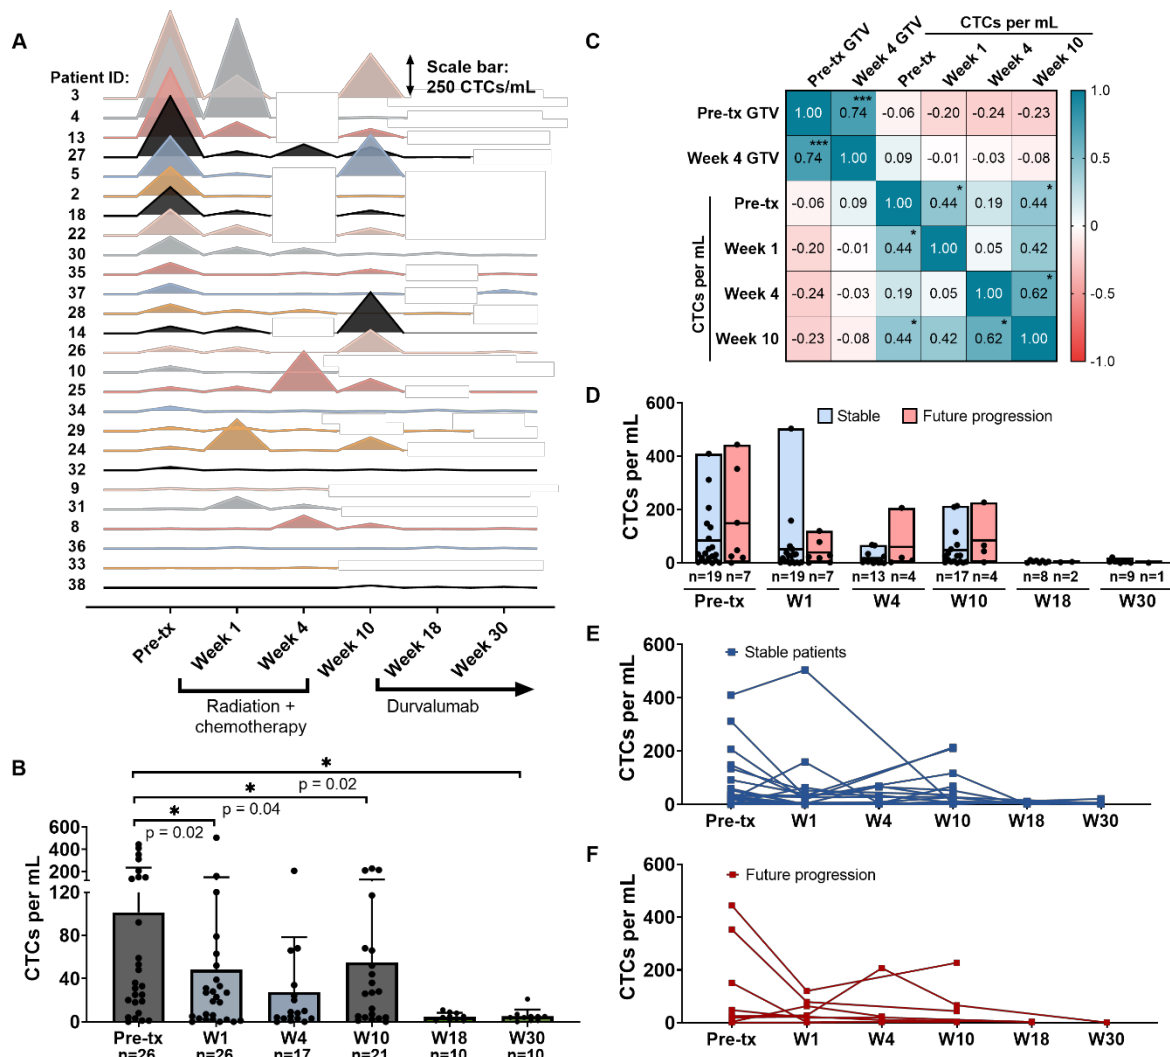 A
Patient ID:
Scale bar:
250 CTCs/mL
3
4
13
27
5
2
18
22
30
35
37
28
14
26
10
25
34
29
24
32
9
31
8
36
33
38
Pre-tx
Week 1
Week 4
Week 10
Week 18
Week 30
Radiation +
chemotherapy
Durvalumab
B
*
p = 0.02
*
p = 0.04
*
p = 0.02
CTCs per mL
600
400
200
120
80
40
0
Pre-tx W1 W4 W10 W18 W30
n=26 n=26 n=17 n=21 n=10 n=10
C
CTCs per mL
Pre-tx GTV
Week 4 GTV
Pre-tx
Week 1
Week 4
Week 10
Pre-tx GTV 1.00 0.74 *** -0.06 -0.20 -0.24 -0.23
Week 4 GTV 0.74 *** 1.00 0.09 -0.01 -0.03 -0.08
Pre-tx -0.06 0.09 1.00 0.44 * 0.19 0.44 *
Week 1 -0.20 -0.01 0.44 * 1.00 0.05 0.42
Week 4 -0.24 -0.03 0.19 0.05 1.00 0.62 *
Week 10 -0.23 -0.08 0.44 * 0.42 0.62 * 1.00
CTCs per mL
1.0
0.5
0
-0.5
-1.0
D
Stable Future progression
CTCs per mL
600
400
200
0
n=19 n=7 n=19 n=7 n=13 n=4 n=17 n=4 n=8 n=2 n=9 n=1
Pre-tx W1 W4 W10 W18 W30
E
Stable patients
CTCs per mL
600
400
200
0
Pre-tx W1 W4 W10 W18 W30
F
Future progression
CTCs per mL
600
400
200
0
Pre-tx W1 W4 W10 W18 W30